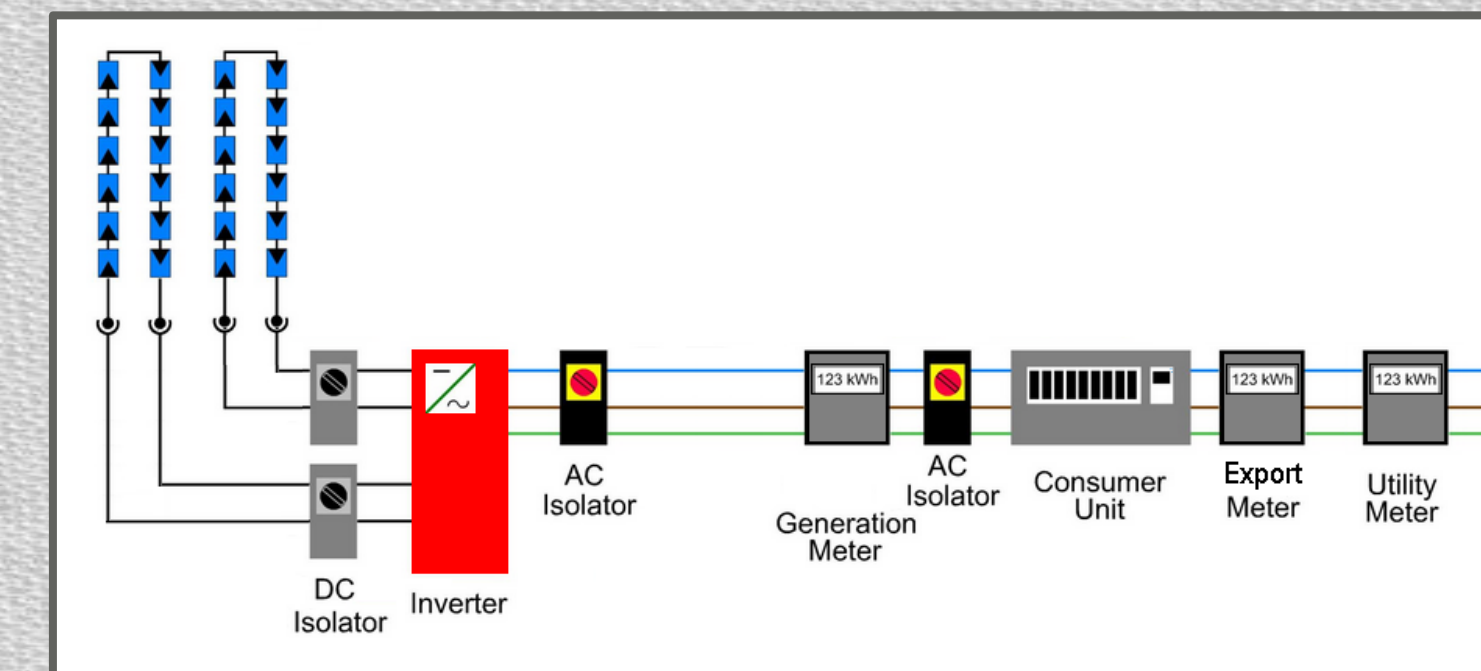 123 kWh
123 kWh
123 kWh
DC
Isolator
Inverter
AC
Isolator
Generation
Meter
AC
Isolator
Consumer
Unit
Export
Meter
Utility
Meter